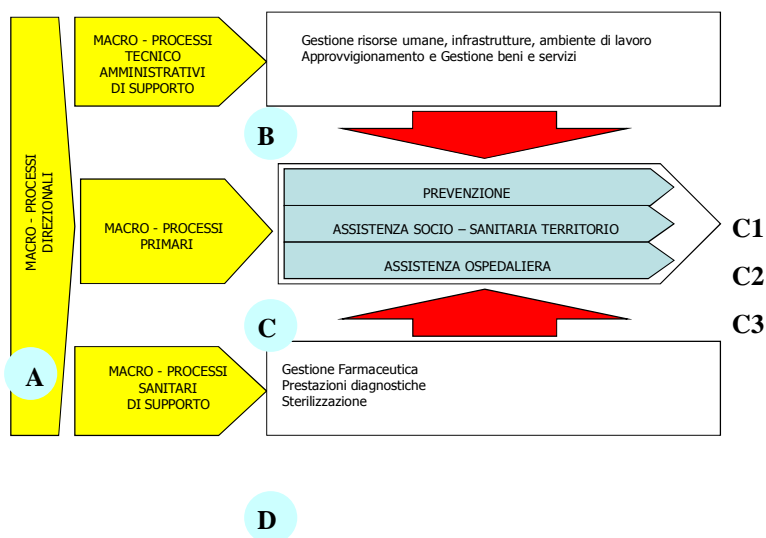 MACRO - PROCESSI
TECNICO
AMMINISTRATIVI
DI SUPPORTO
Gestione risorse umane, infrastrutture, ambiente di lavoro
Approvvigionamento e Gestione beni e servizi
B
MACRO - PROCESSI
DIREZIONALI
MACRO - PROCESSI
PRIMARI
PREVENZIONE
ASSISTENZA SOCIO – SANITARIA TERRITORIO
ASSISTENZA OSPEDALIERA
C1
C2
C3
C
A
MACRO - PROCESSI
SANITARI
DI SUPPORTO
Gestione Farmaceutica
Prestazioni diagnostiche
Sterilizzazione
D